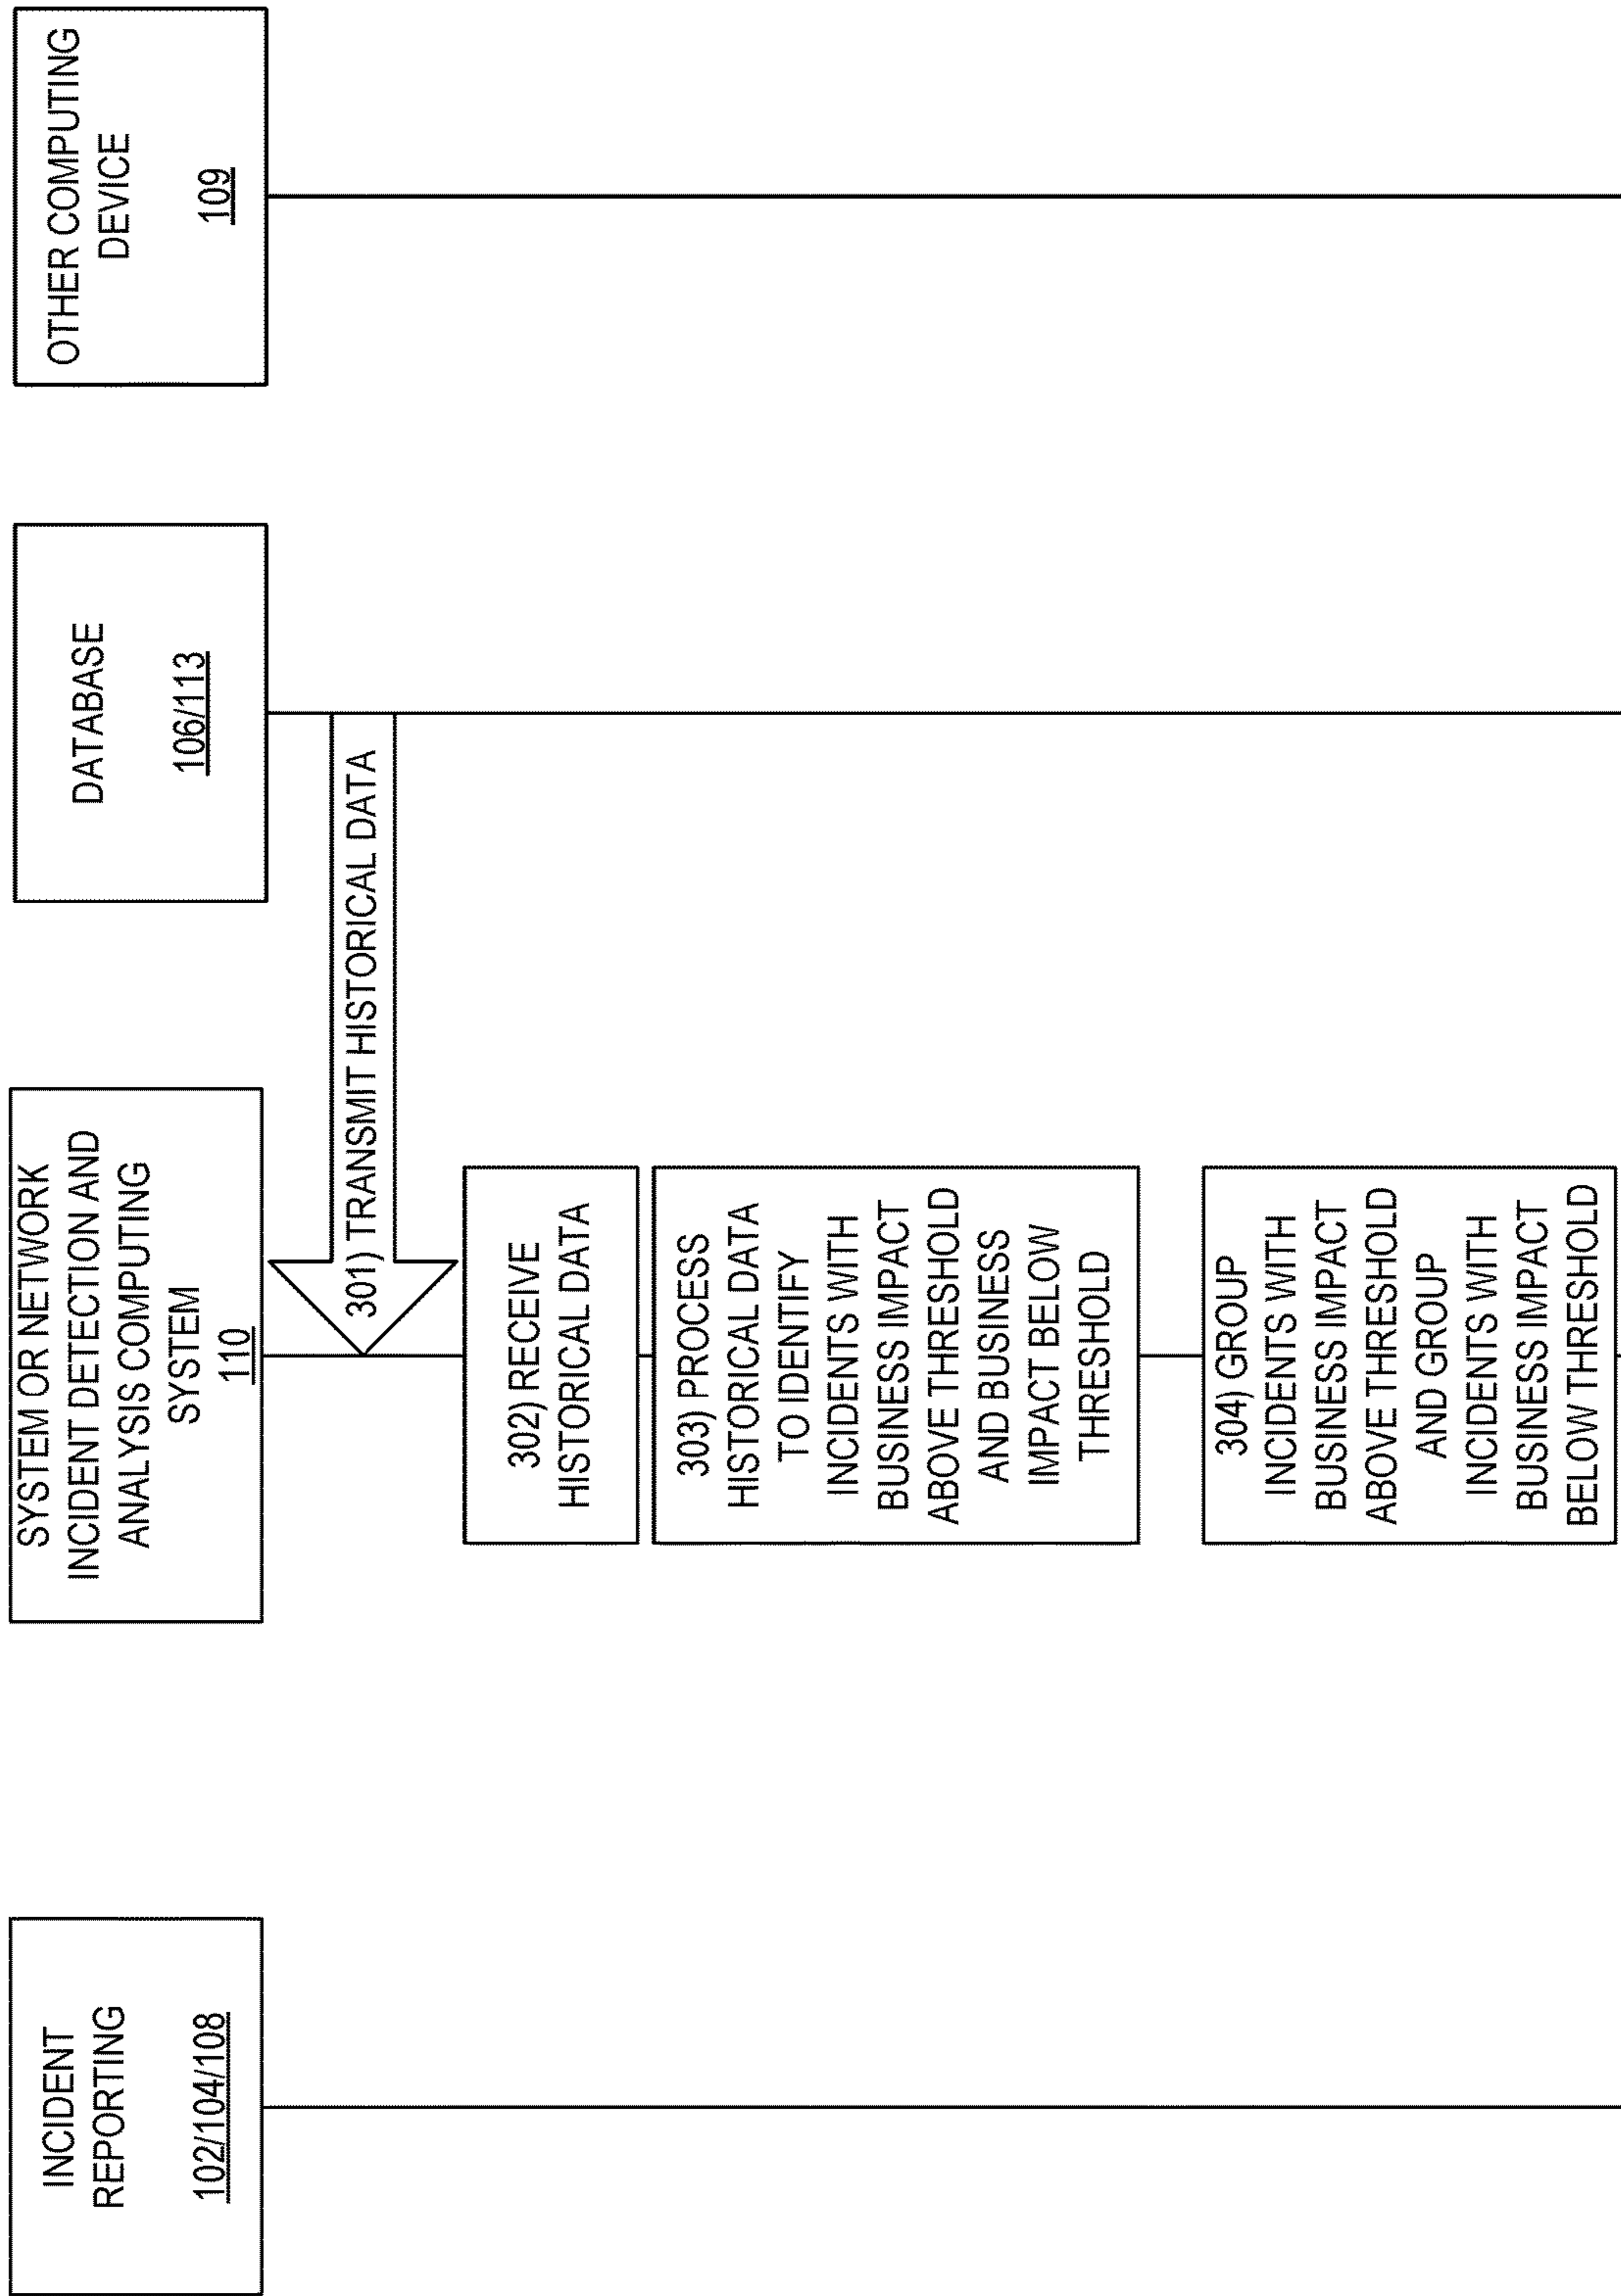 INCIDENT
REPORTING
102/104/108
SYSTEM OR NETWORK
INCIDENT DETECTION AND
ANALYSIS COMPUTING
SYSTEM
110
DATABASE
106/113
OTHER COMPUTING
DEVICE
109
301) TRANSMIT HISTORICAL DATA
302) RECEIVE
HISTORICAL DATA
303) PROCESS
HISTORICAL DATA
TO IDENTIFY
INCIDENTS WITH
BUSINESS IMPACT
ABOVE THRESHOLD
AND BUSINESS
IMPACT BELOW
THRESHOLD
304) GROUP
INCIDENTS WITH
BUSINESS IMPACT
ABOVE THRESHOLD
AND GROUP
INCIDENTS WITH
BUSINESS IMPACT
BELOW THRESHOLD